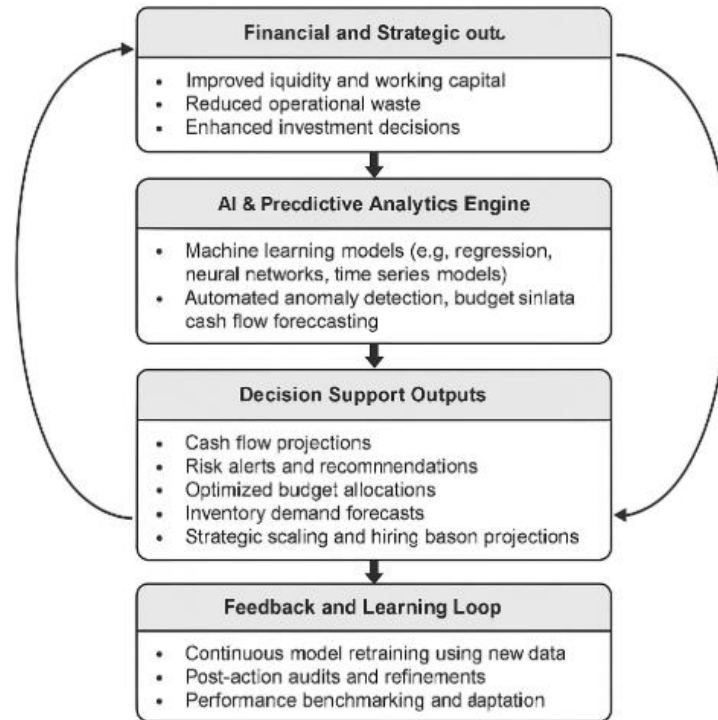 Financial and Strategic outc
• Improved iquidity and working capital
• Reduced operational waste
• Enhanced investment decisions
AI & Precdictive Analytics Engine
• Machine learning models (e.g, regression,
neural networks, time series models)
• Automated anomaly detection, budget sinlata
cash flow foreccasting
Decision Support Outputs
• Cash flow projections
• Risk alerts and recomnnendations
• Optimized budget allocations
• Inventory demand forecasts
• Strategic scaling and hiring bason projections
Feedback and Learning Loop
• Continuous model retraining using new data
• Post-action audits and refinements
• Performance benchmarking and daptation